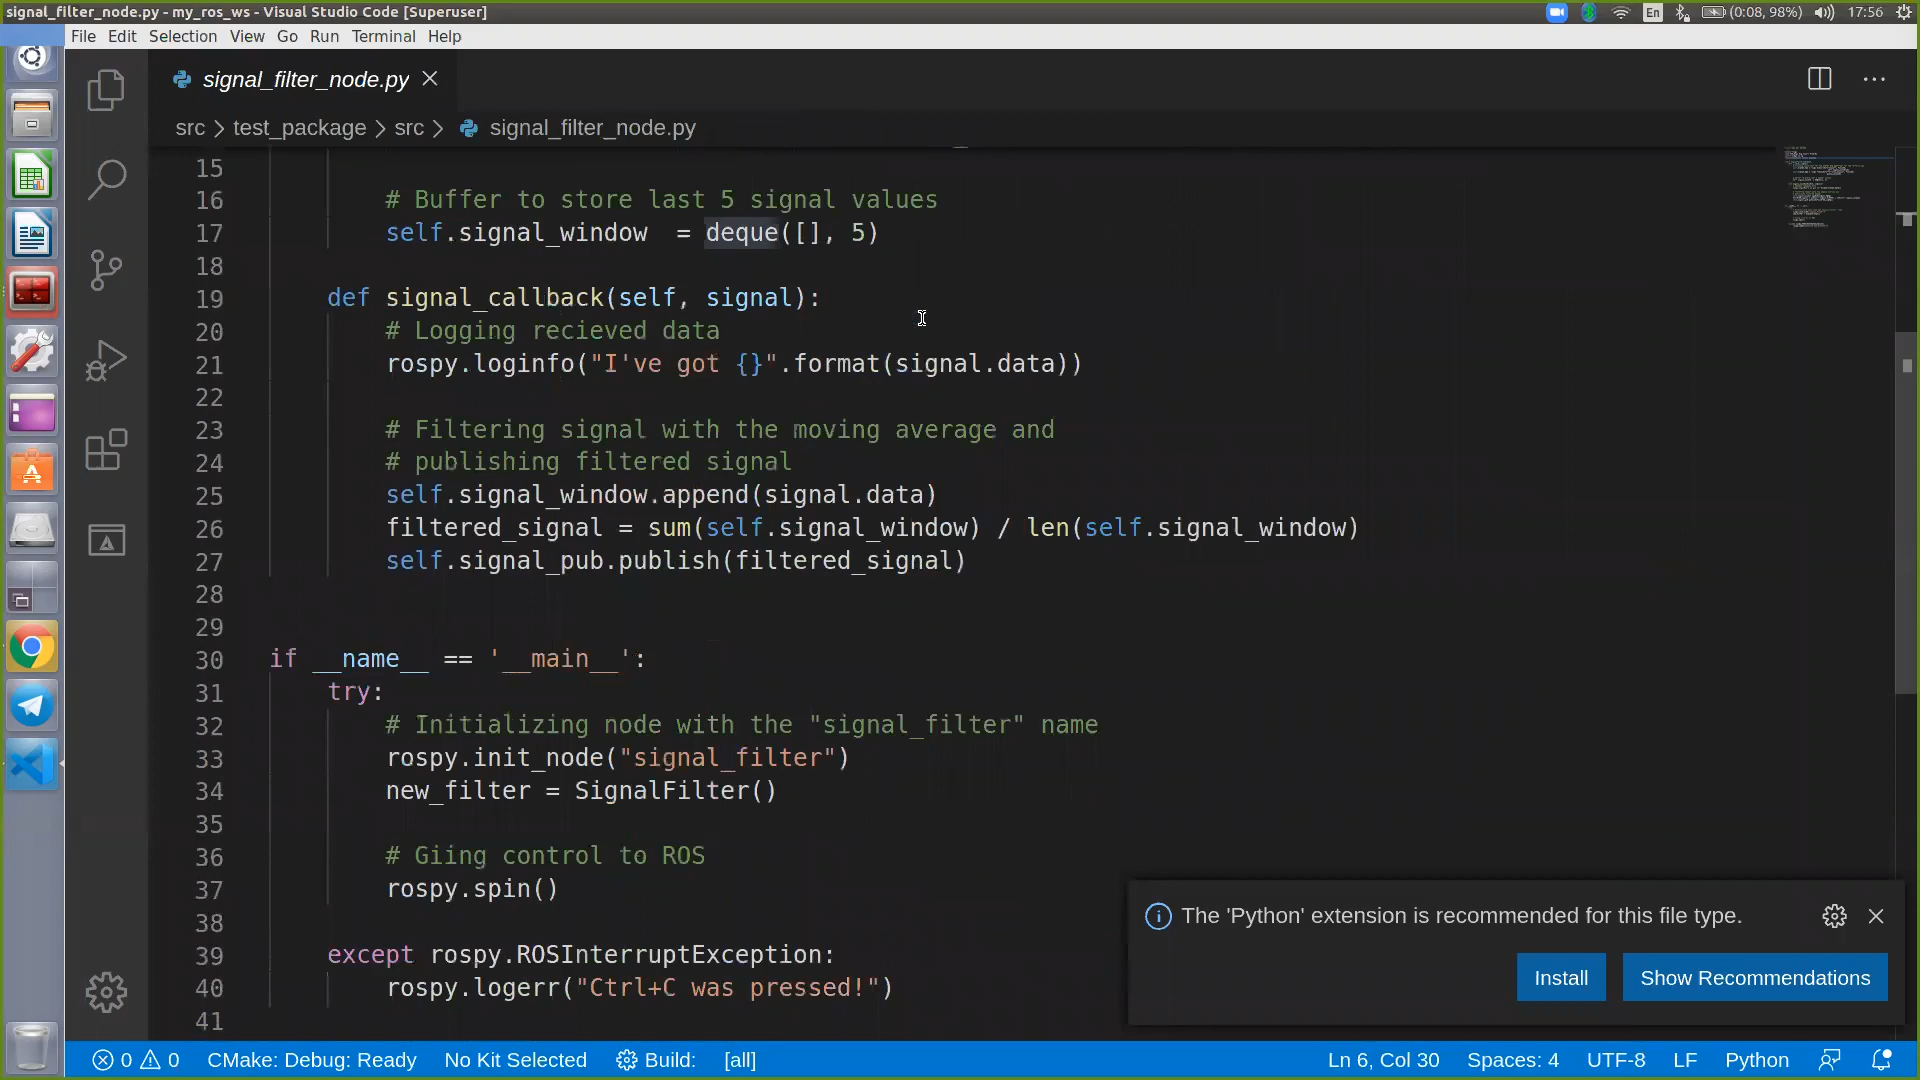 signal_filter_node.py - my_ros_ws - Visual Studio Code [Superuser]
En
(0:08, 98%)
17:56
File Edit Selection View Go Run Terminal Help
signal_filter_node.py
src > test_package > src > signal_filter_node.py
15
16 # Buffer to store last 5 signal values
17 self.signal_window  = deque([], 5)
18
19 def signal_callback(self, signal):
20 # Logging recieved data
21 rospy.loginfo("I've got {}".format(signal.data))
22
23 # Filtering signal with the moving average and
24 # publishing filtered signal
25 self.signal_window.append(signal.data)
26 filtered_signal = sum(self.signal_window) / len(self.signal_window)
27 self.signal_pub.publish(filtered_signal)
28
29
30 if __name__ == '__main__':
31 try:
32 # Initializing node with the "signal_filter" name
33 rospy.init_node("signal_filter")
34 new_filter = SignalFilter()
35
36 # Giing control to ROS
37 rospy.spin()
38
39 except rospy.ROSInterruptException:
40 rospy.logerr("Ctrl+C was pressed!")
41
The 'Python' extension is recommended for this file type.
Install
Show Recommendations
0 0 CMake: Debug: Ready No Kit Selected Build: [all] Ln 6, Col 30 Spaces: 4 UTF-8 LF Python